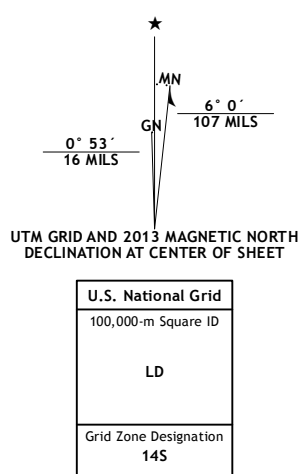 ★
MN
GN
6° 0´
107 MILS
0° 53´
16 MILS
UTM GRID AND 2013 MAGNETIC NORTH
DECLINATION AT CENTER OF SHEET
U.S. National Grid
100,000-m Square ID
LD
Grid Zone Designation
14S